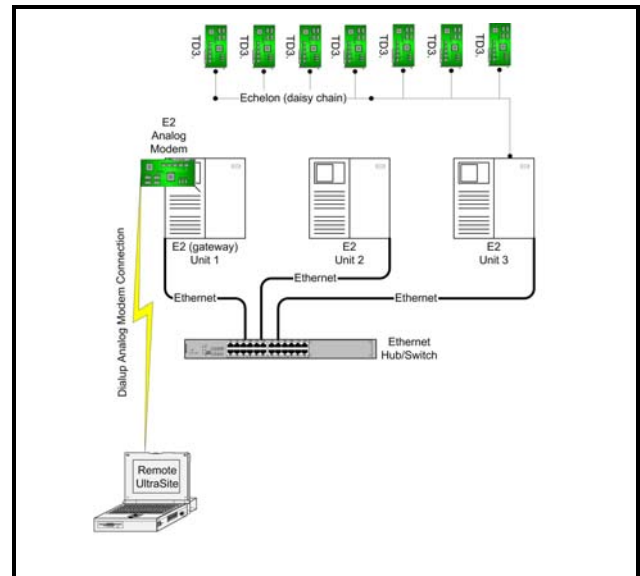 TD3.
TD3.
TD3.
TD3.
TD3.
TD3.
TD3.
Echelon (daisy chain)
E2
Analog
Modem
E2 (gateway)
Unit 1
E2
Unit 2
E2
Unit 3
Ethernet
Ethernet
Ethernet
Ethernet
Hub/Switch
Dialup Analog Modem Connection
Remote
UltraSite